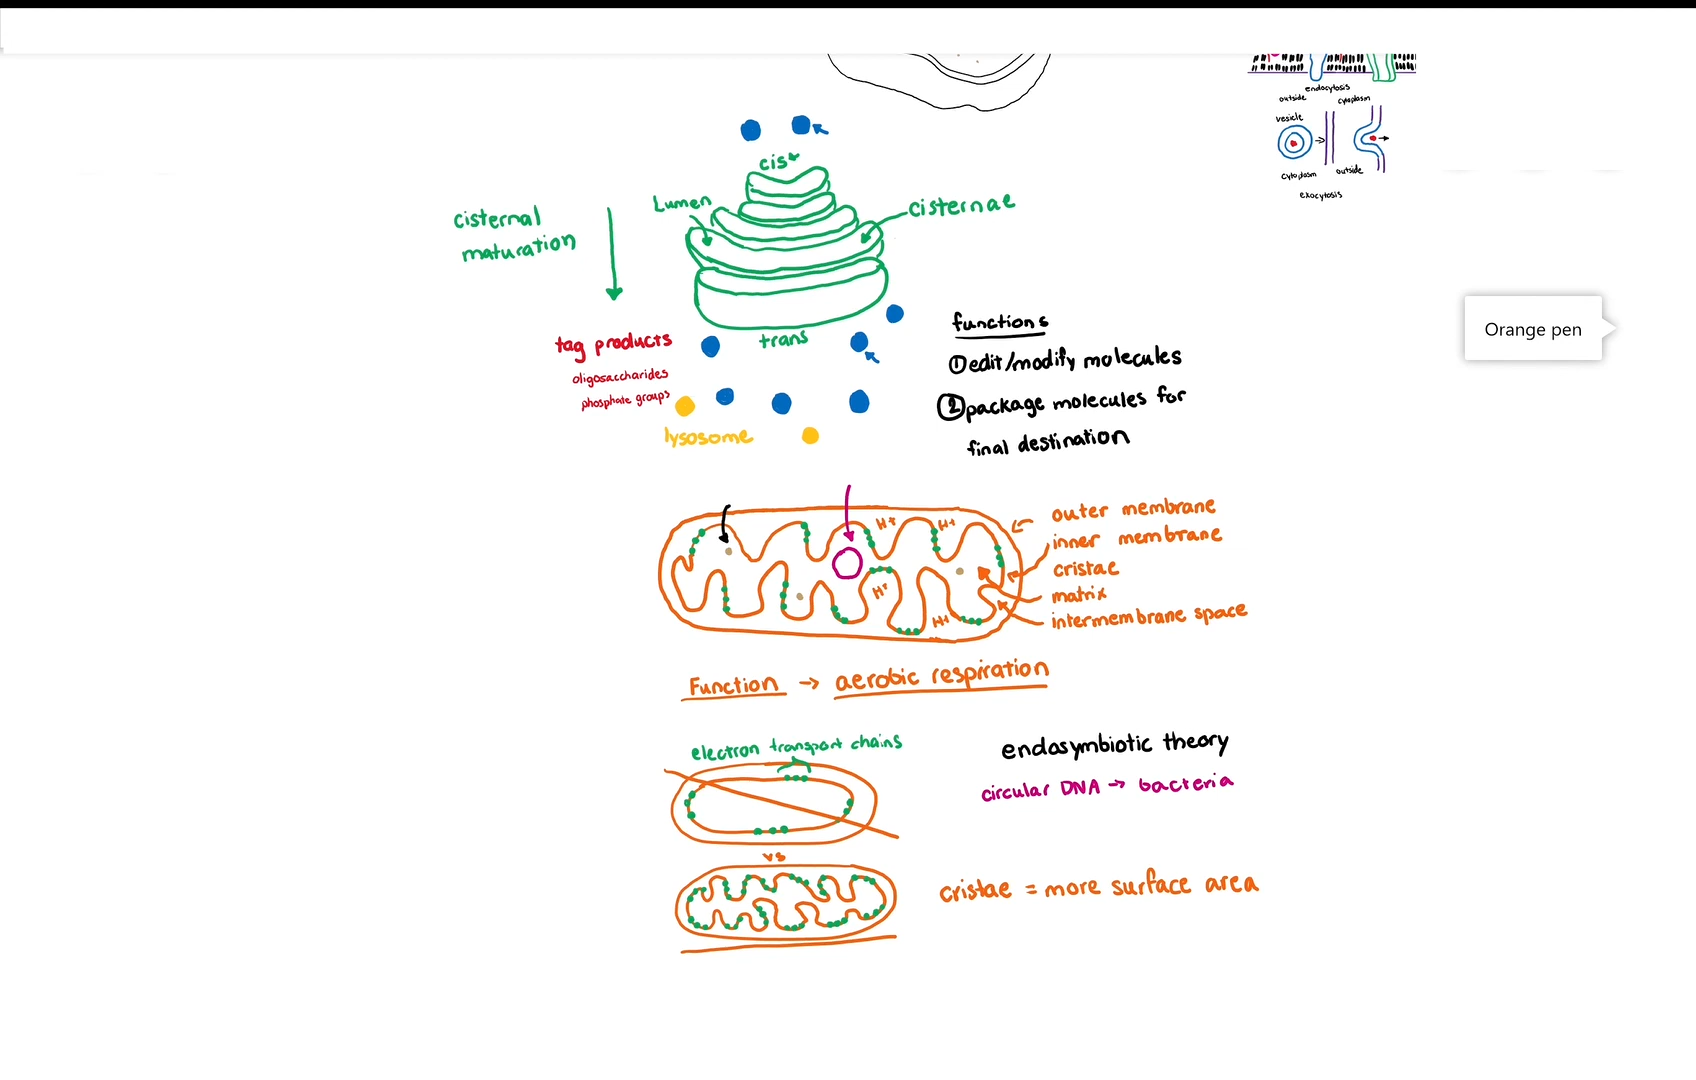 endocytosis
outside cytoplasm
vesicle
cytoplasm outside
exocytosis
cis
Lumen
cisternae
cisternal
maturation
trans
tag products
oligosaccharides
phosphate groups
lysosome
functions
① edit/modify molecules
② package molecules for
final destination
Orange pen
H+ H+
H+
H+
outer membrane
inner membrane
cristae
matrix
intermembrane space
Function → aerobic respiration
electron transport chains
vs
endosymbiotic theory
circular DNA → bacteria
cristae = more surface area